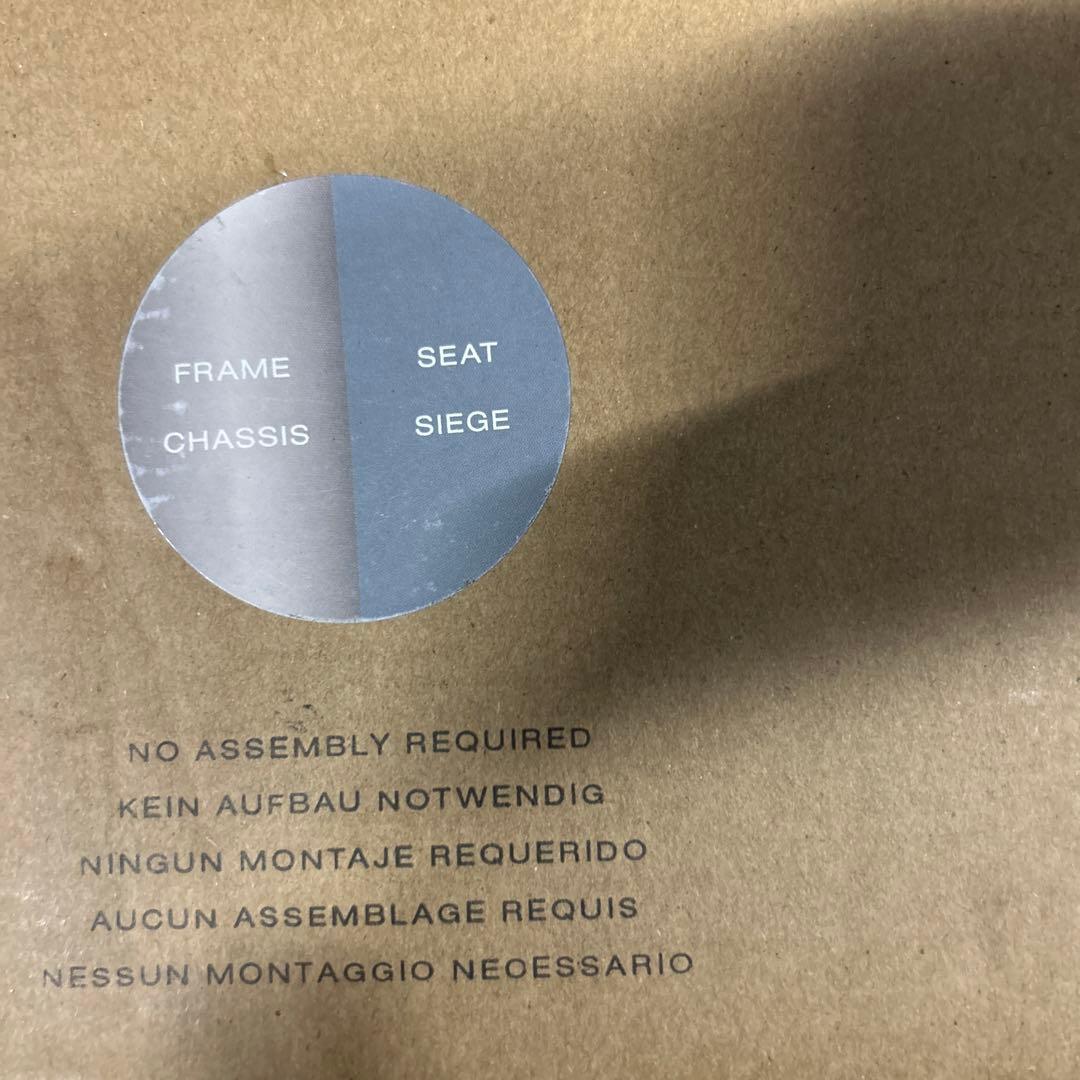 FRAME
CHASSIS
SEAT
SIEGE
NO ASSEMBLY REQUIRED
KEIN AUFBAU NOTWENDIG
NINGUN MONTAJE REQUERIDO
AUCUN ASSEMBLAGE REQUIS
NESSUN MONTAGGIO NEOESSARIO